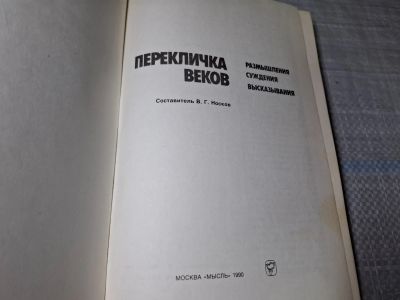 ПЕРЕКЛИЧКА
ВЕКОВ
РАЗМЫШЛЕНИЯ
СУЖДЕНИЯ
ВЫСКАЗЫВАНИЯ
Составитель В. Г. Носков
МОСКВА «МЫСЛЬ» 1990